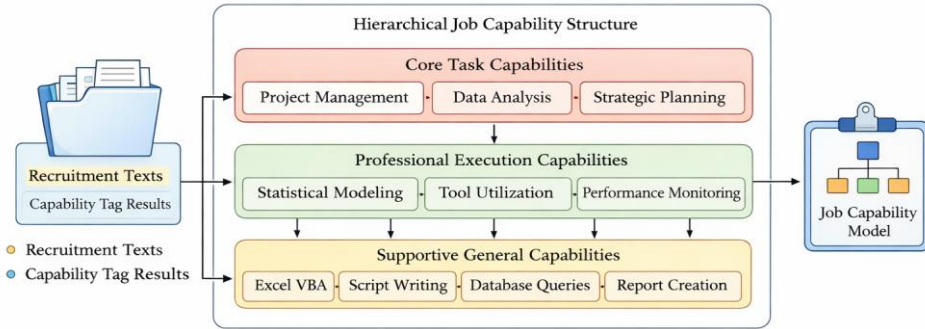 Hierarchical Job Capability Structure
Core Task Capabilities
Project Management
Data Analysis
Strategic Planning
Recruitment Texts
Capability Tag Results
Professional Execution Capabilities
Statistical Modeling
Tool Utilization
Performance Monitoring
Job Capability
Model
Recruitment Texts
Capability Tag Results
Supportive General Capabilities
Excel VBA
Script Writing
Database Queries
Report Creation